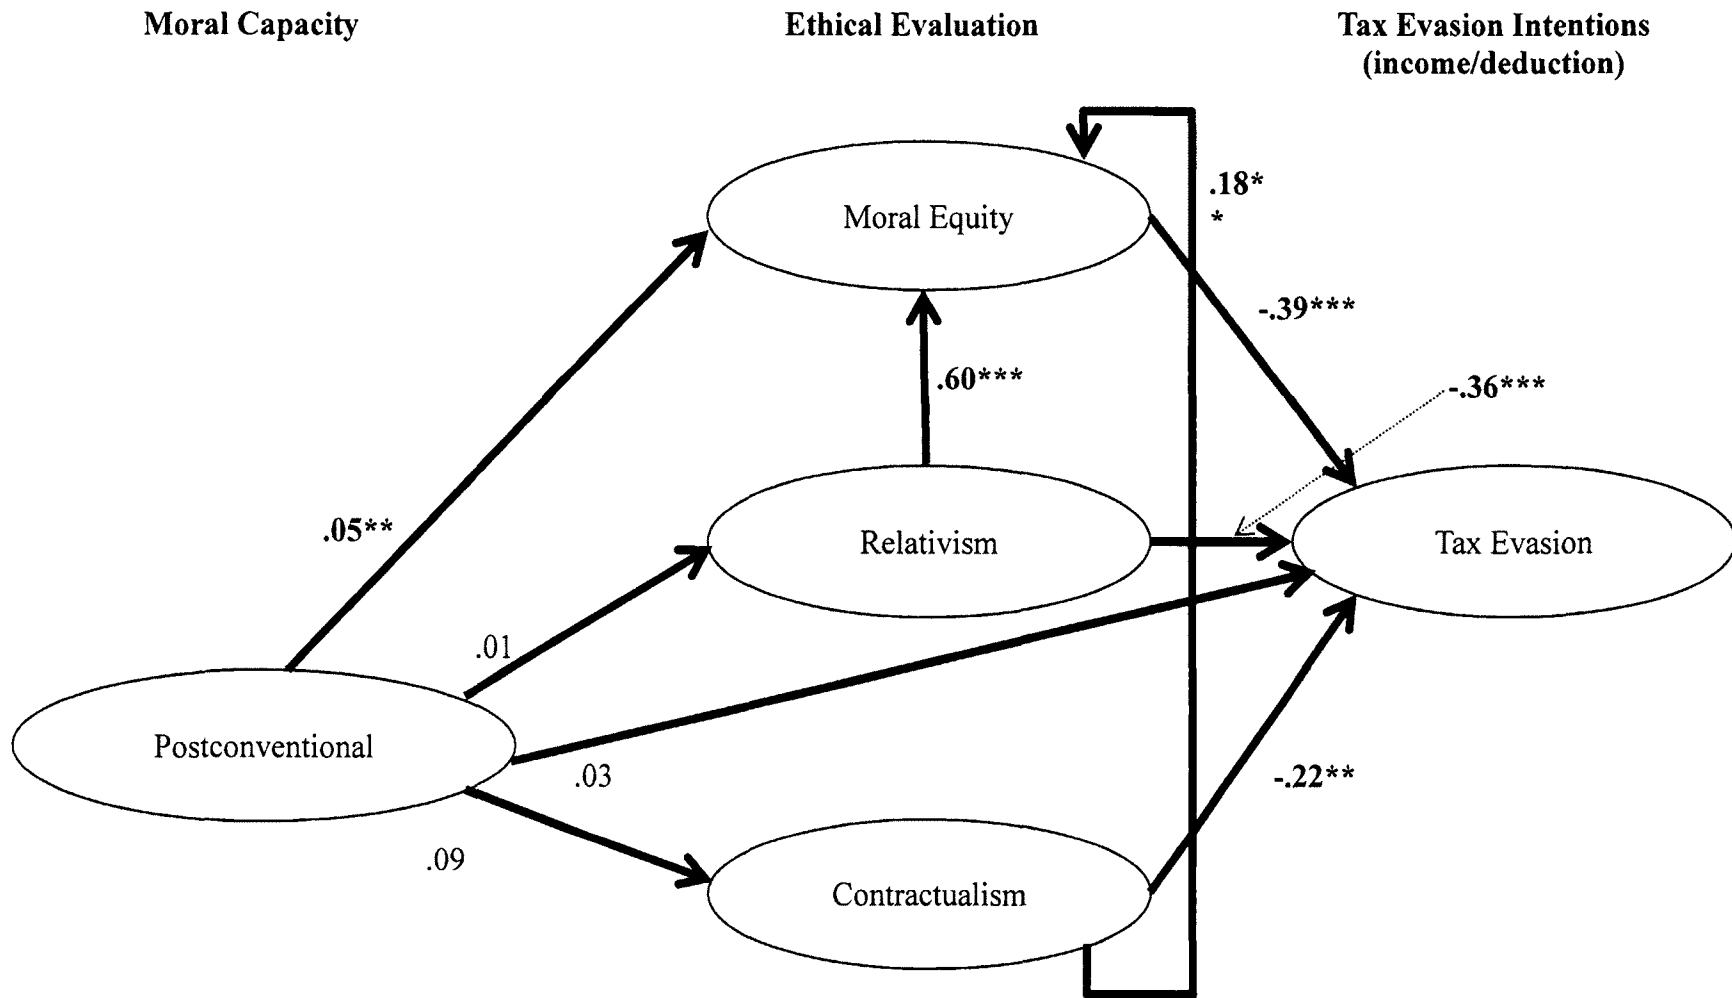 Moral Capacity
Ethical Evaluation
Tax Evasion Intentions
(income/deduction)
.18*
*
Moral Equity
-.39***
.60***
-.36***
.05**
Relativism
Tax Evasion
.01
Postconventional
.03
-.22**
.09
Contractualism